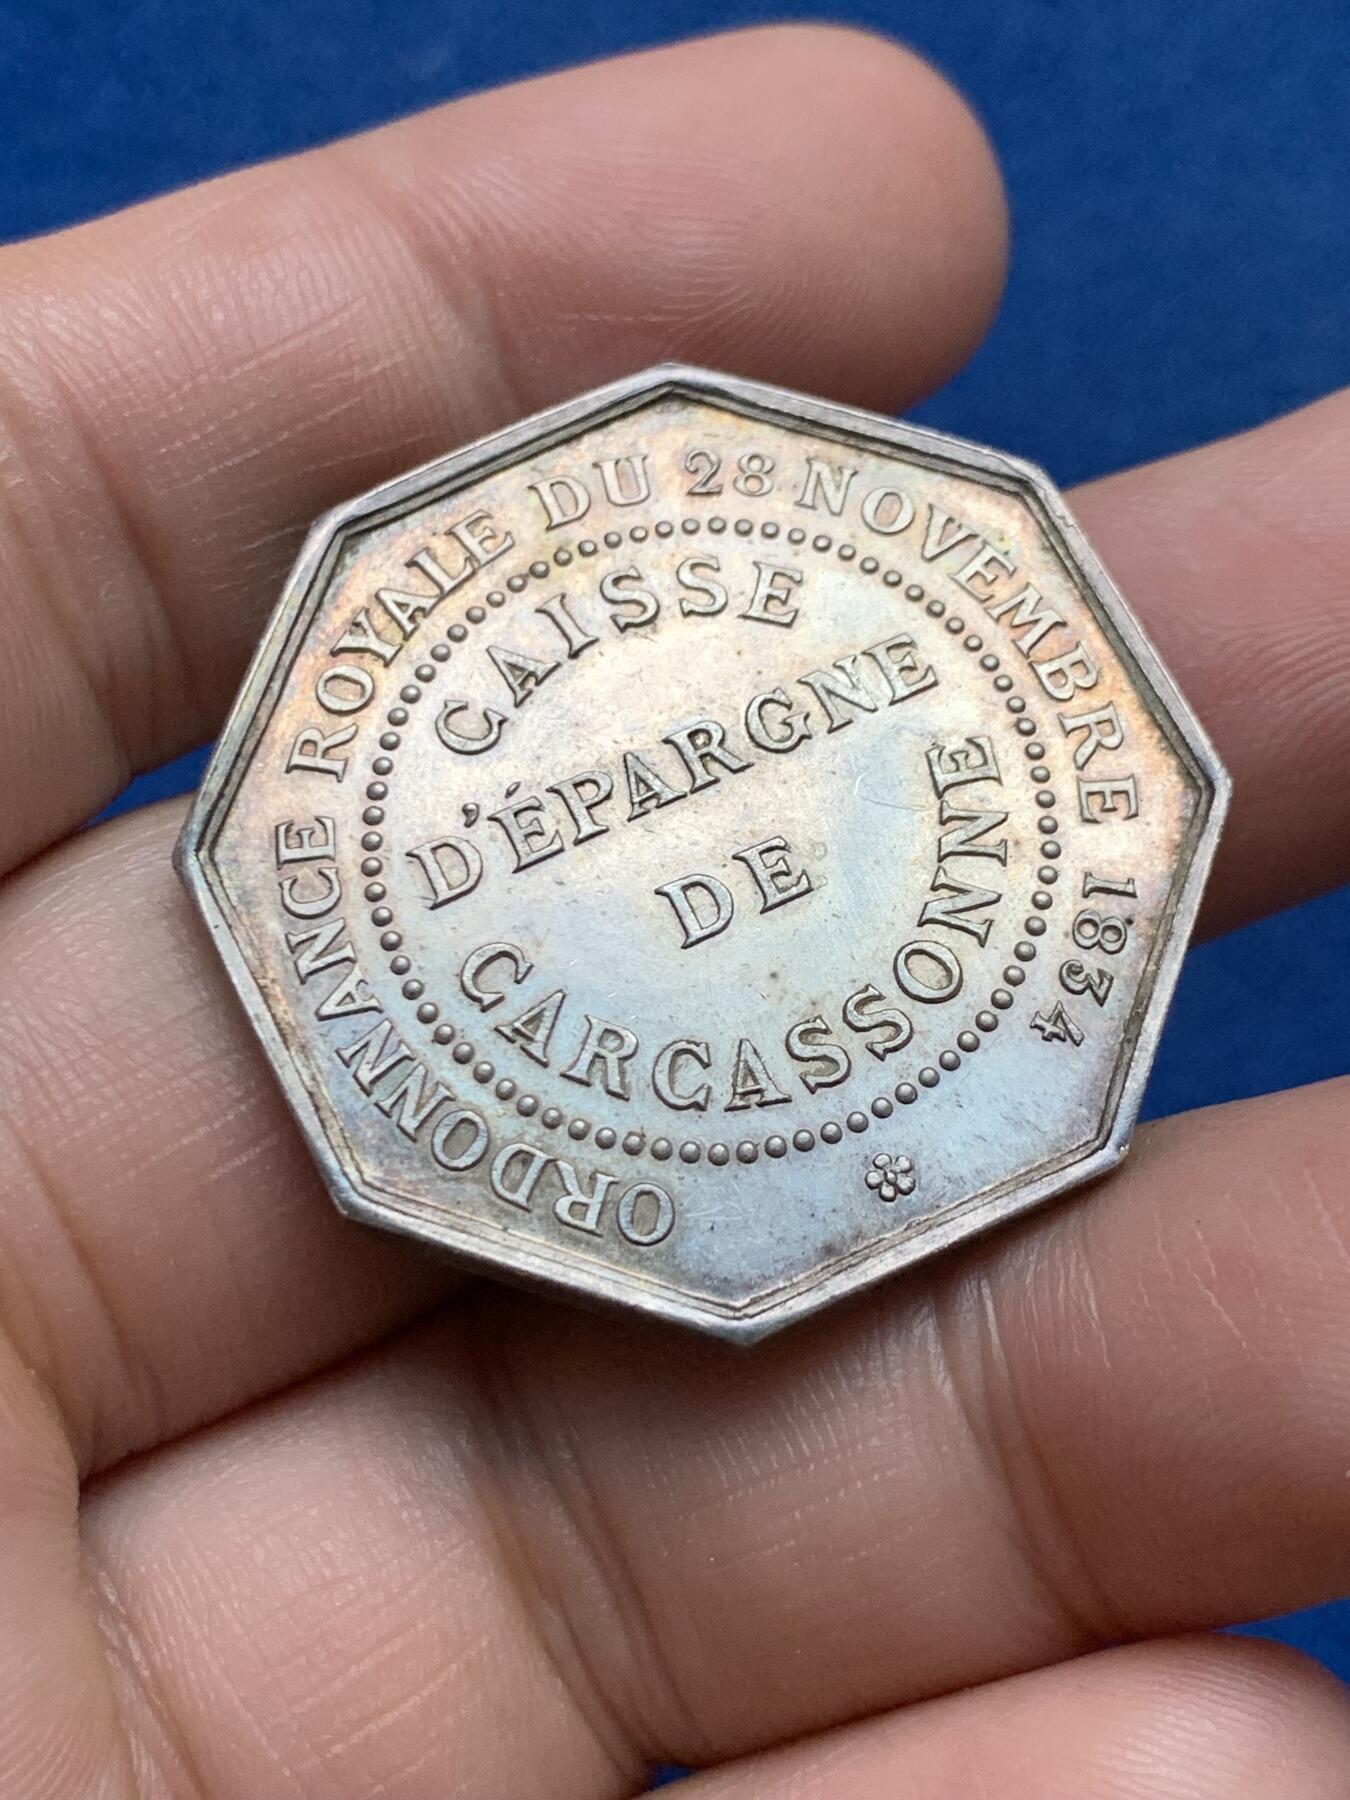 ORDONNANCE ROYALE DU 28 NOVEMBRE 1834
CAISSE
D'ÉPARGNE
DE
CARCASSONNE